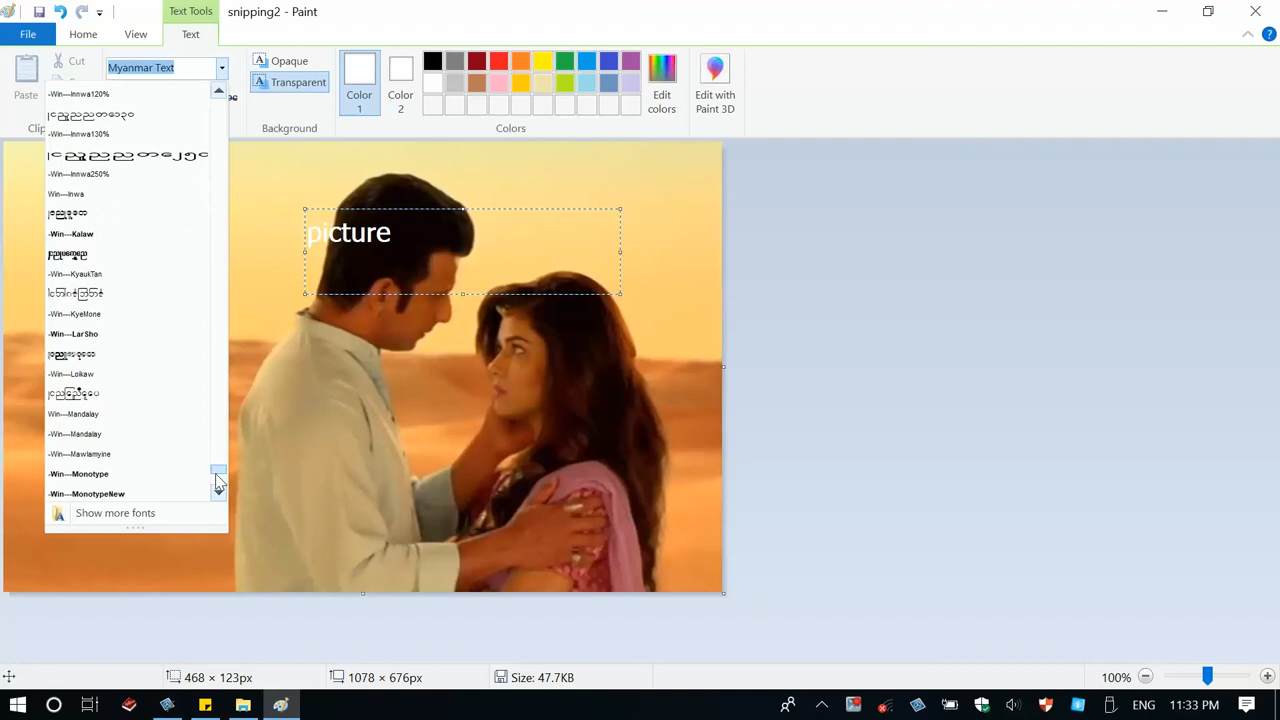 Text Tools
snipping2 - Paint
File
Home
View
Text
Paste
Cut
Myanmar Text
Opaque
Transparent
Background
Color 1
Color 2
Edit colors
Edit with Paint 3D
Colors
-Win---Innwa120%
-Win---Innwa130%
-Win---Innwa250%
Win---Inwa
-Win---Kalaw
-Win---KyaukTan
-Win---KyeMone
-Win---LarSho
-Win---Loikaw
Win---Mandalay
-Win---Mandalay
-Win---Mawlamyine
-Win---Monotype
-Win---MonotypeNew
Show more fonts
picture
468 × 123px
1078 × 676px
Size: 47.7KB
100%
ENG
11:33 PM